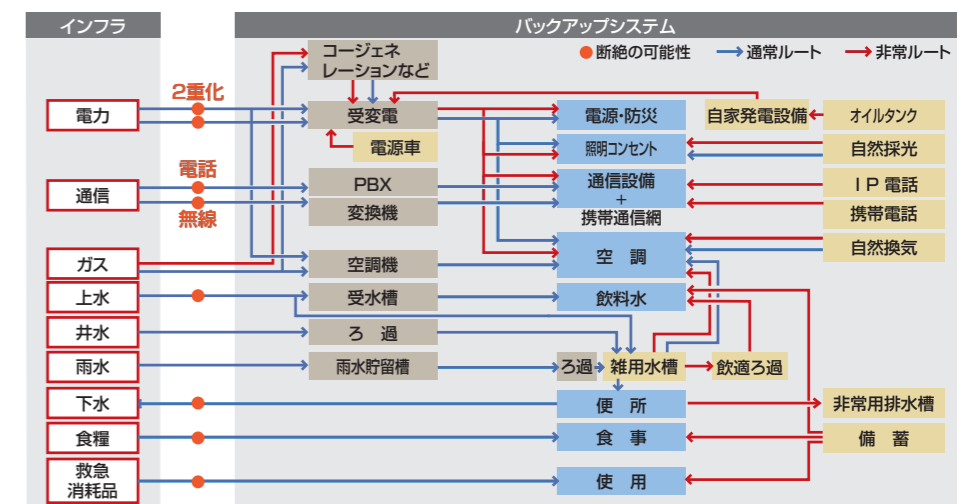 インフラ
バックアップシステム
コージェネ
レーションなど
断絶の可能性
通常ルート
非常ルート
2重化
電力
受変電
電源・防災
自家発電設備
オイルタンク
電源車
照明コンセント
自然採光
電話
通信
無線
PBX
変換機
通信設備
+
携帯通信網
IP電話
携帯電話
ガス
空調機
空 調
自然換気
上水
受水槽
飲料水
井水
ろ 過
雨水
雨水貯留槽
ろ過
雑用水槽
飲適ろ過
下水
便 所
非常用排水槽
食糧
食 事
備 蓄
救急
消耗品
使 用